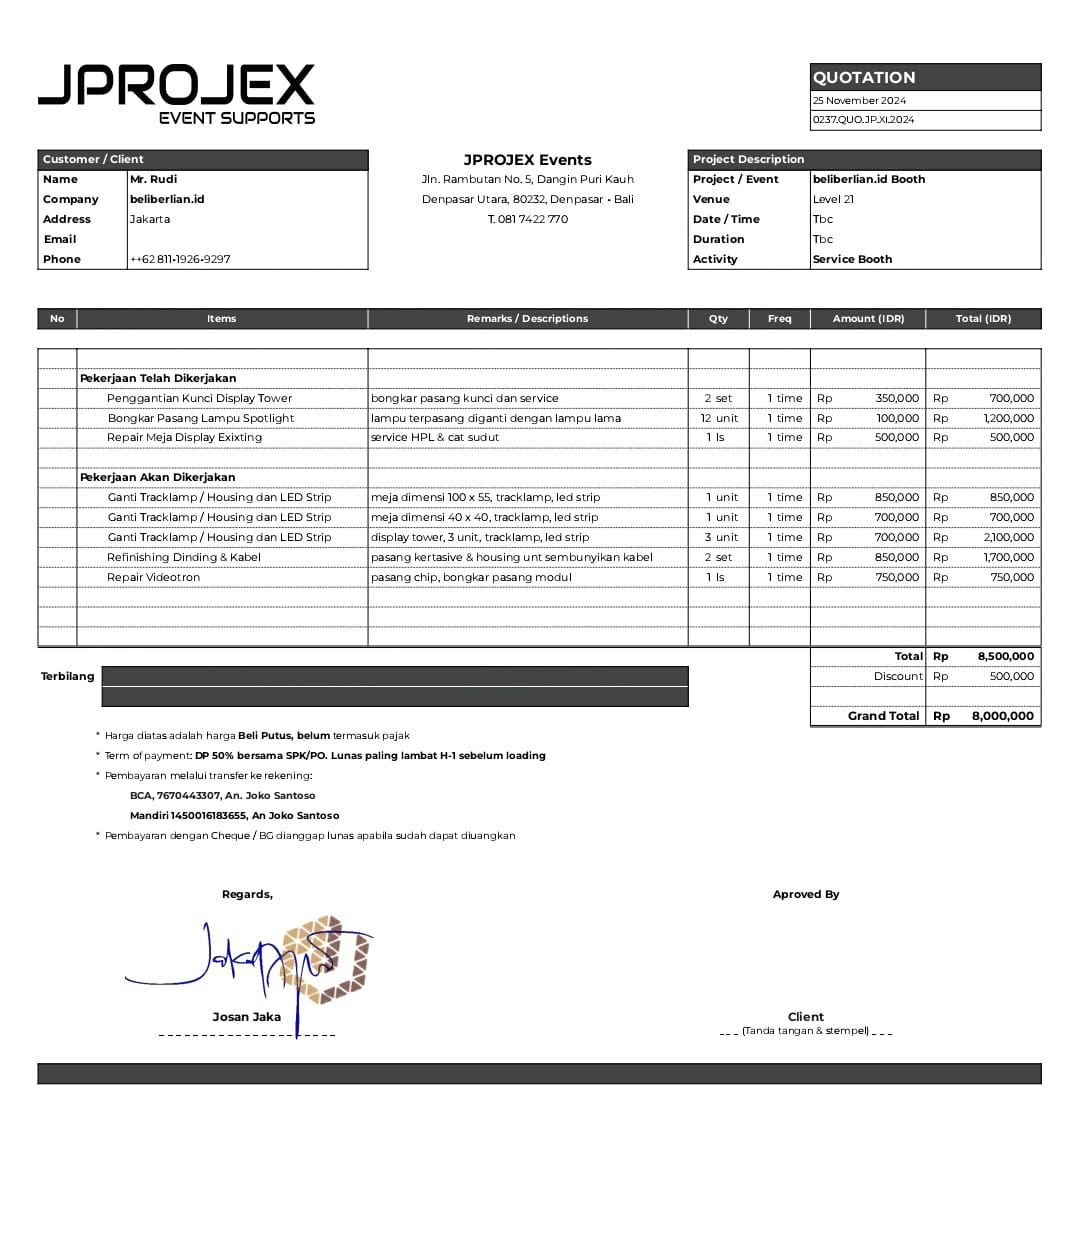 JPROJEX
EVENT SUPPORTS
QUOTATION
25 November 2024
0237.QUO.JP.XI.2024
Customer / Client
Name Mr. Rudi
Company beliberlian.id
Address Jakarta
Email
Phone ++62 811-1926-9297
JPROJEX Events
Jln. Rambutan No. 5, Dangin Puri Kauh
Denpasar Utara, 80232, Denpasar - Bali
T. 081 7422 770
Project Description
Project / Event beliberlian.id Booth
Venue Level 21
Date / Time Tbc
Duration Tbc
Activity Service Booth
No Items Remarks / Descriptions Qty Freq Amount (IDR) Total (IDR)
Pekerjaan Telah Dikerjakan
Penggantian Kunci Display Tower bongkar pasang kunci dan service 2 set 1 time Rp 350,000 Rp 700,000
Bongkar Pasang Lampu Spotlight lampu terpasang diganti dengan lampu lama 12 unit 1 time Rp 100,000 Rp 1,200,000
Repair Meja Display Exixting service HPL & cat sudut 1 ls 1 time Rp 500,000 Rp 500,000
Pekerjaan Akan Dikerjakan
Ganti Tracklamp / Housing dan LED Strip meja dimensi 100 x 55, tracklamp, led strip 1 unit 1 time Rp 850,000 Rp 850,000
Ganti Tracklamp / Housing dan LED Strip meja dimensi 40 x 40, tracklamp, led strip 1 unit 1 time Rp 700,000 Rp 700,000
Ganti Tracklamp / Housing dan LED Strip display tower, 3 unit, tracklamp, led strip 3 unit 1 time Rp 700,000 Rp 2,100,000
Refinishing Dinding & Kabel pasang kertasive & housing unt sembunyikan kabel 2 set 1 time Rp 850,000 Rp 1,700,000
Repair Videotron pasang chip, bongkar pasang modul 1 ls 1 time Rp 750,000 Rp 750,000
Total Rp 8,500,000
Terbilang
Discount Rp 500,000
Grand Total Rp 8,000,000
* Harga diatas adalah harga Beli Putus, belum termasuk pajak
* Term of payment: DP 50% bersama SPK/PO. Lunas paling lambat H-1 sebelum loading
* Pembayaran melalui transfer ke rekening:
BCA, 7670443307, An. Joko Santoso
Mandiri 1450016183655, An Joko Santoso
* Pembayaran dengan Cheque / BG dianggap lunas apabila sudah dapat diuangkan
Regards,
Aproved By
Josan Jaka
Client
_ _ _ (Tanda tangan & stempel) _ _ _